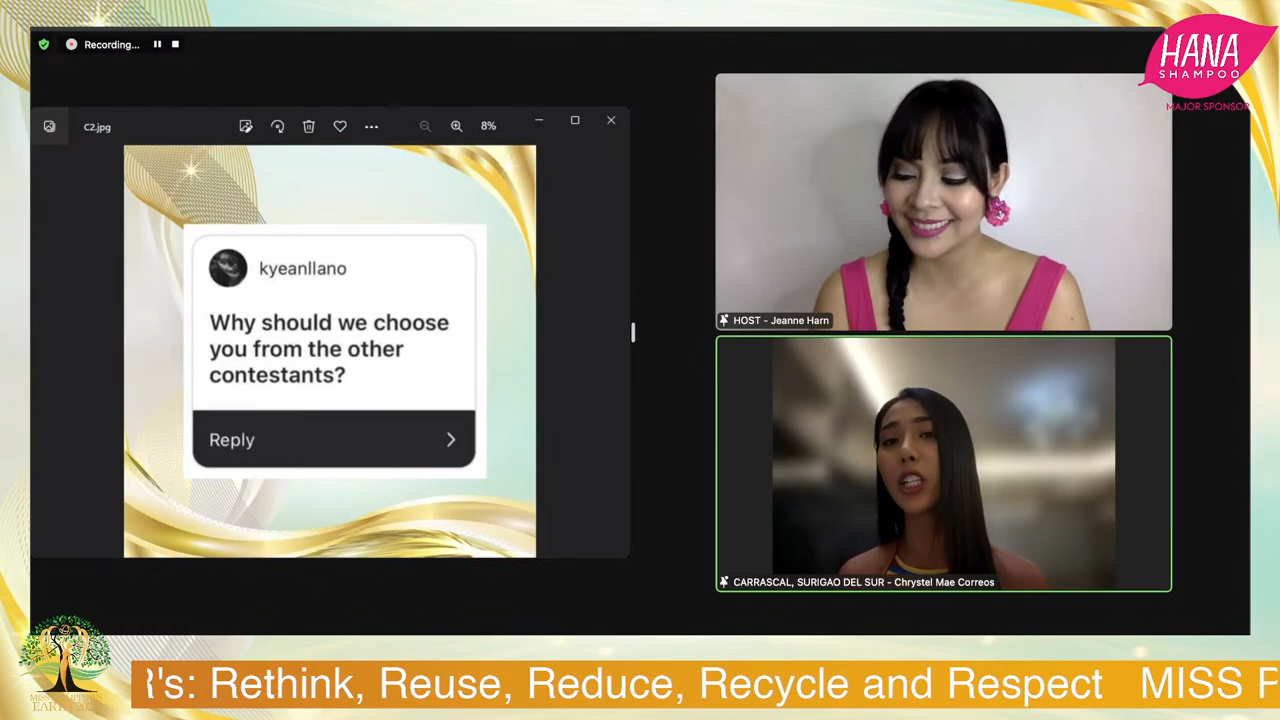 Recording...
HANA
SHAMPOO
MAJOR SPONSOR
C2.jpg
8%
kyeanllano
Why should we choose
you from the other
contestants?
Reply
HOST - Jeanne Harn
CARRASCAL, SURIGAO DEL SUR - Chrystel Mae Correos
R's: Rethink, Reuse, Reduce, Recycle and Respect MISS